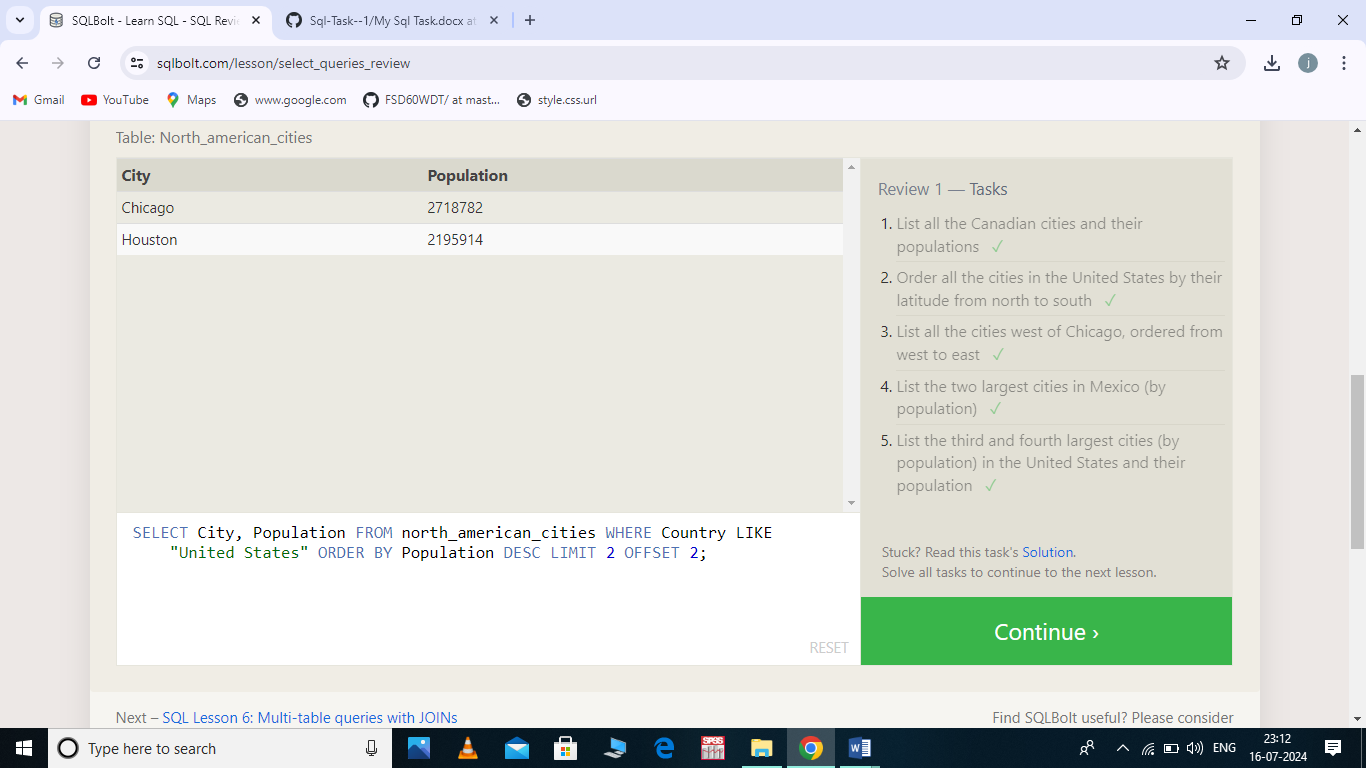 SQLBolt - Learn SQL - SQL Revi
Sql-Task--1/My Sql Task.docx at
sqlbolt.com/lesson/select_queries_review
j
Gmail
YouTube
Maps
www.google.com
FSD60WDT/ at mast...
style.css.url
Table: North_american_cities
City Population
Chicago 2718782
Houston 2195914
Review 1 — Tasks
1. List all the Canadian cities and their
populations ✓
2. Order all the cities in the United States by their
latitude from north to south ✓
3. List all the cities west of Chicago, ordered from
west to east ✓
4. List the two largest cities in Mexico (by
population) ✓
5. List the third and fourth largest cities (by
population) in the United States and their
population ✓
SELECT City, Population FROM north_american_cities WHERE Country LIKE
"United States" ORDER BY Population DESC LIMIT 2 OFFSET 2;
RESET
Stuck? Read this task's Solution.
Solve all tasks to continue to the next lesson.
Continue ›
Next – SQL Lesson 6: Multi-table queries with JOINs
Find SQLBolt useful? Please consider
Type here to search
SPSS
W
ENG
23:12
16-07-2024